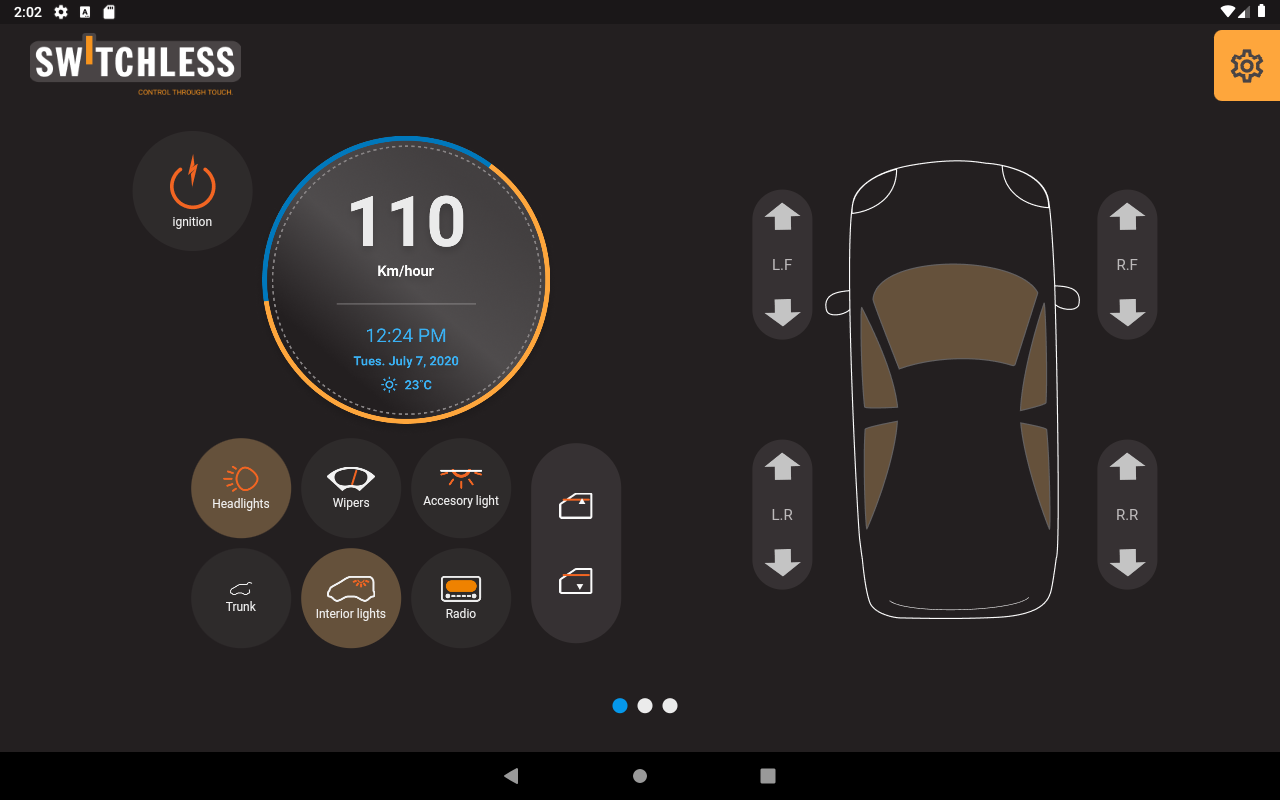 2:02
SWITCHLESS
CONTROL THROUGH TOUCH.
ignition
110
Km/hour
12:24 PM
Tues. July 7, 2020
23°C
L.F
R.F
Headlights
Wipers
Accesory light
L.R
R.R
Trunk
Interior lights
Radio